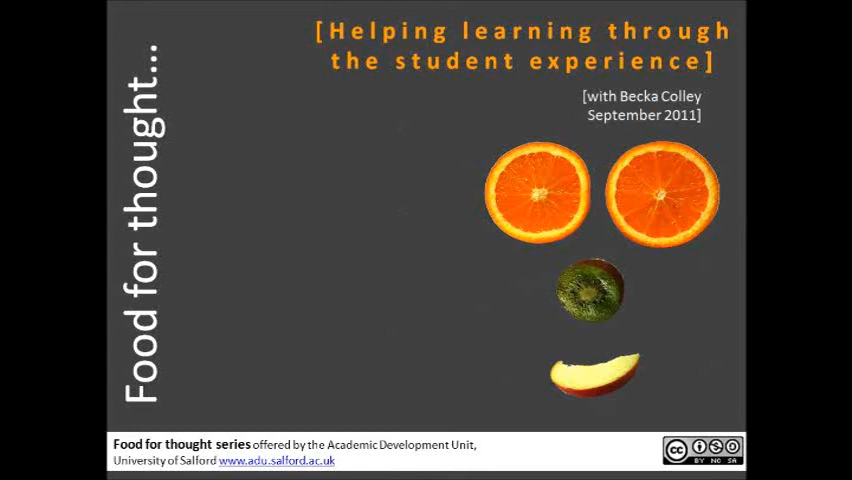 [Helping learning through
the student experience]
[with Becka Colley
September 2011]
Food for thought...
Food for thought series offered by the Academic Development Unit,
University of Salford www.adu.salford.ac.uk
cc
BY NC SA